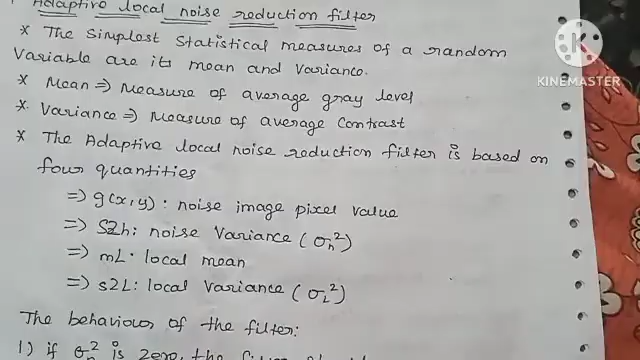 Adaptive local noise reduction filter
* The simplest statistical measures of a random
variable are its mean and variance.
* Mean => Measure of average gray level
* Variance => Measure of average contrast
* The Adaptive local noise reduction filter is based on
four quantities
=> g(x,y) : noise image pixel value
=> S2h: noise variance (σn²)
=> mL. local mean
=> s2L: local variance (σL²)
The behaviour of the filter:
1) if σn² is zero, the
KINEMASTER